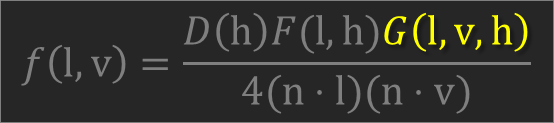 f(l, v) = D(h)F(l, h)G(l, v, h) / 4(n · l)(n · v)